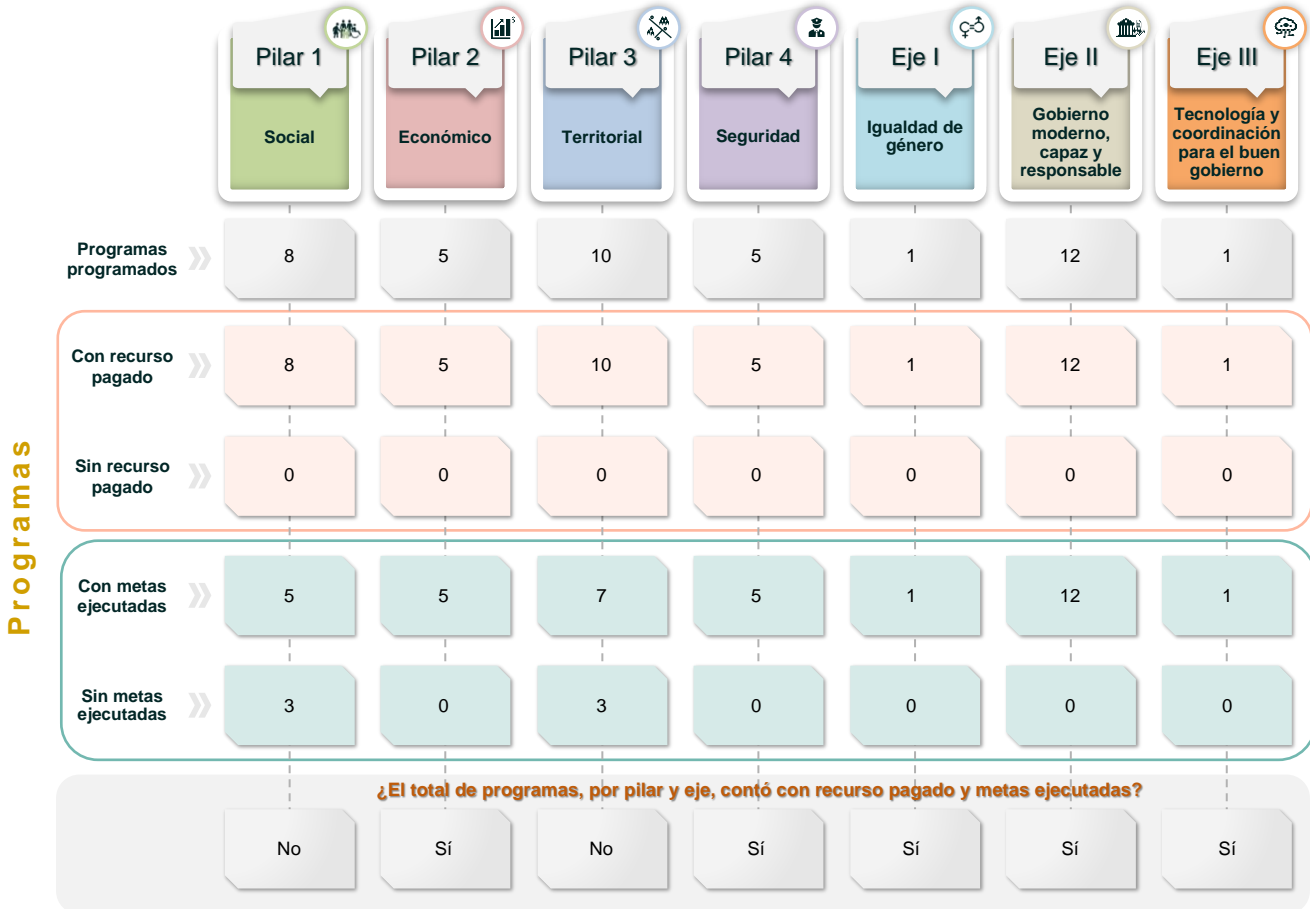 Pilar 1
Pilar 2
Pilar 3
Pilar 4
Eje I
Eje II
Eje III
Social
Económico
Territorial
Seguridad
Igualdad de
género
Gobierno
moderno,
capaz y
responsable
Tecnología y
coordinación
para el buen
gobierno
Programas
Programas
programados
8
5
10
5
1
12
1
Con recurso
pagado
8
5
10
5
1
12
1
Sin recurso
pagado
0
0
0
0
0
0
0
Con metas
ejecutadas
5
5
7
5
1
12
1
Sin metas
ejecutadas
3
0
3
0
0
0
0
¿El total de programas, por pilar y eje, contó con recurso pagado y metas ejecutadas?
No
Sí
No
Sí
Sí
Sí
Sí